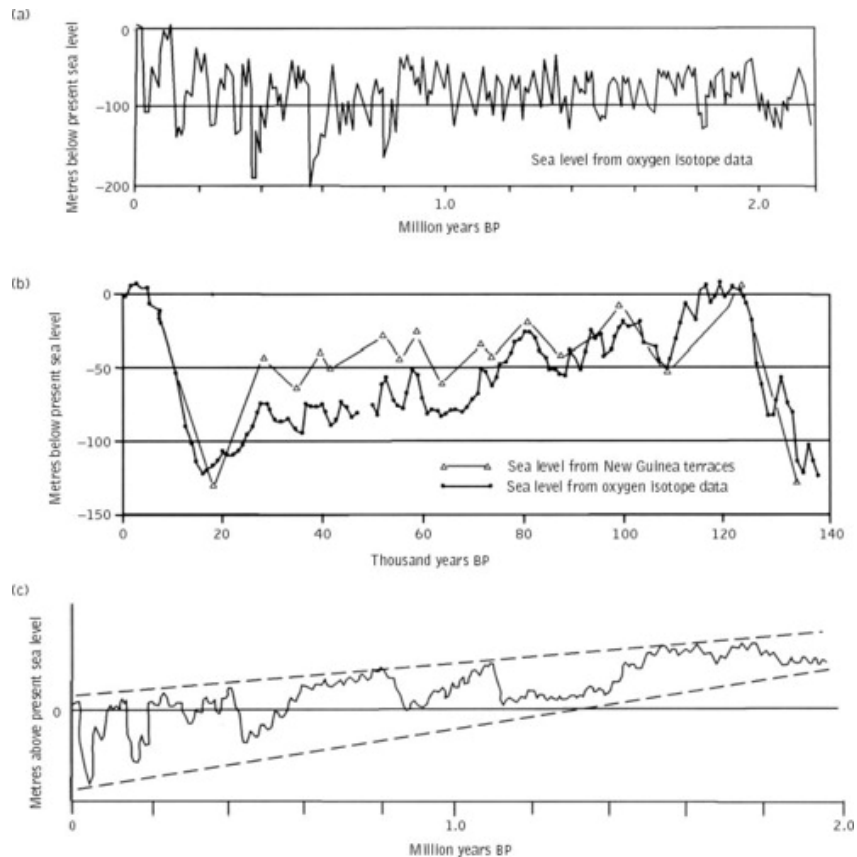 (a)
Metres below present sea level
0
−100
−200
Sea level from oxygen isotope data
0
1.0
2.0
Million years BP
(b)
Metres below present sea level
0
−50
−100
−150
Sea level from New Guinea terraces
Sea level from oxygen isotope data
0
20
40
60
80
100
120
140
Thousand years BP
(c)
Metres above present sea level
0
0
1.0
2.0
Million years BP